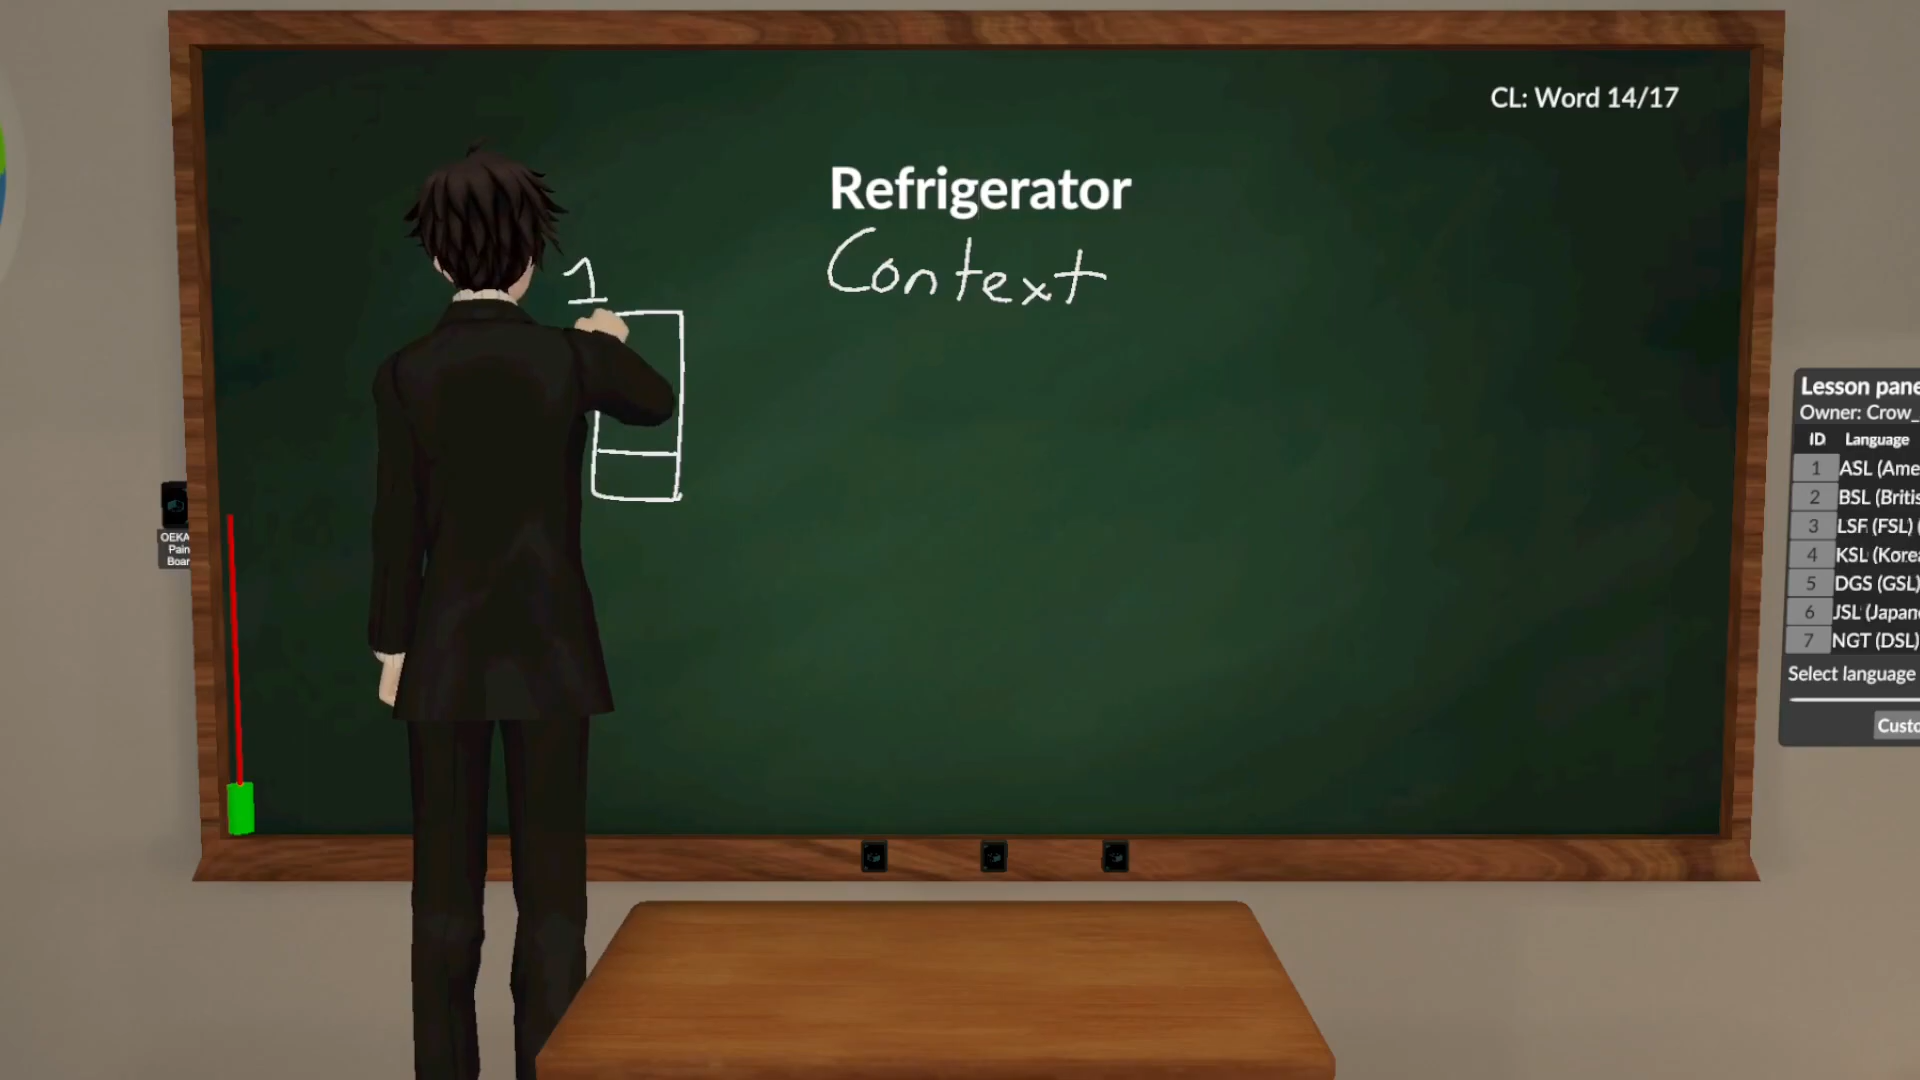 CL: Word 14/17
Refrigerator
Context
1
OEKA
Pain
Boar
Lesson pane
Owner: Crow_
ID Language
1 ASL (Ame
2 BSL (Britis
3 LSF (FSL) (
4 KSL (Korea
5 DGS (GSL)
6 JSL (Japane
7 NGT (DSL)
Select language
Custo